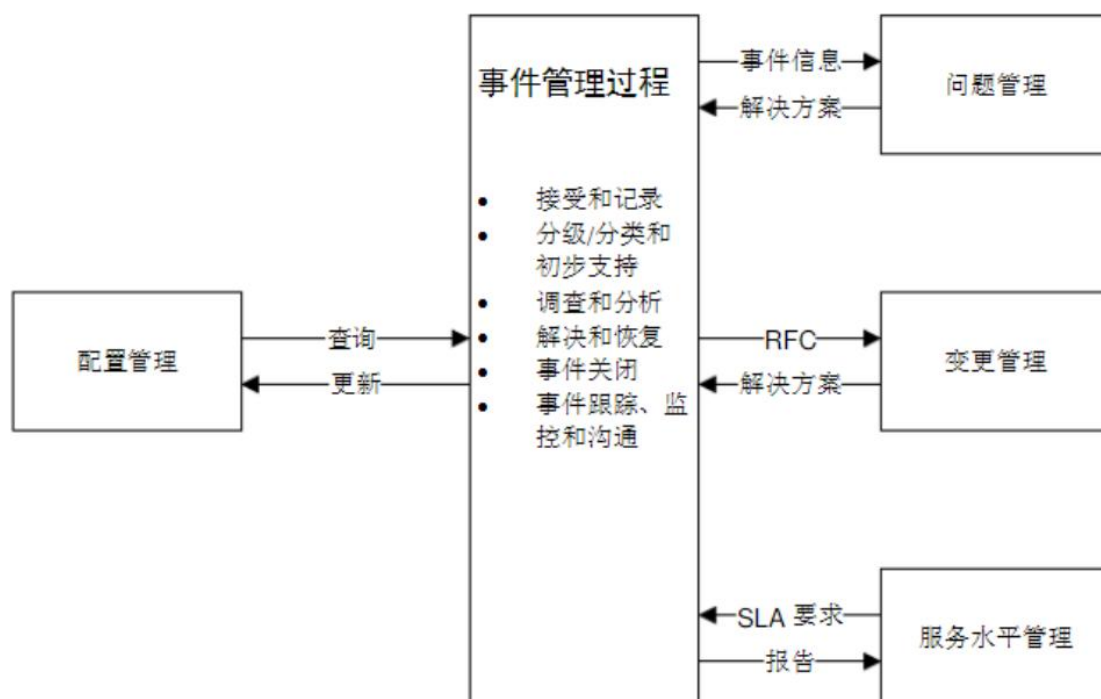 事件管理过程
• 接受和记录
• 分级/分类和
初步支持
• 调查和分析
• 解决和恢复
• 事件关闭
• 事件跟踪、监
控和沟通
配置管理
查询
更新
事件信息
解决方案
问题管理
RFC
解决方案
变更管理
SLA 要求
报告
服务水平管理